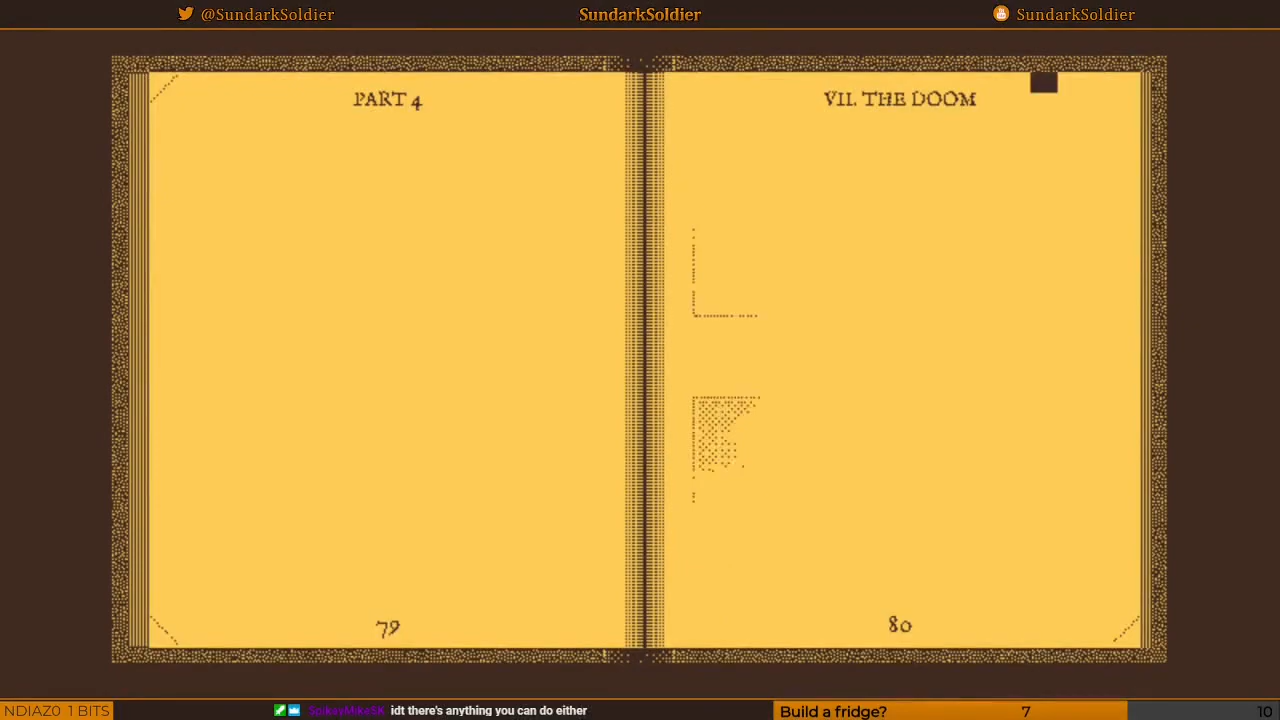 @SundarkSoldier
SundarkSoldier
SundarkSoldier
PART 4
VII. THE DOOM
79
80
NDIAZ0 1 BITS
SpikeyMikeSK idt there's anything you can do either
Build a fridge? 7 10